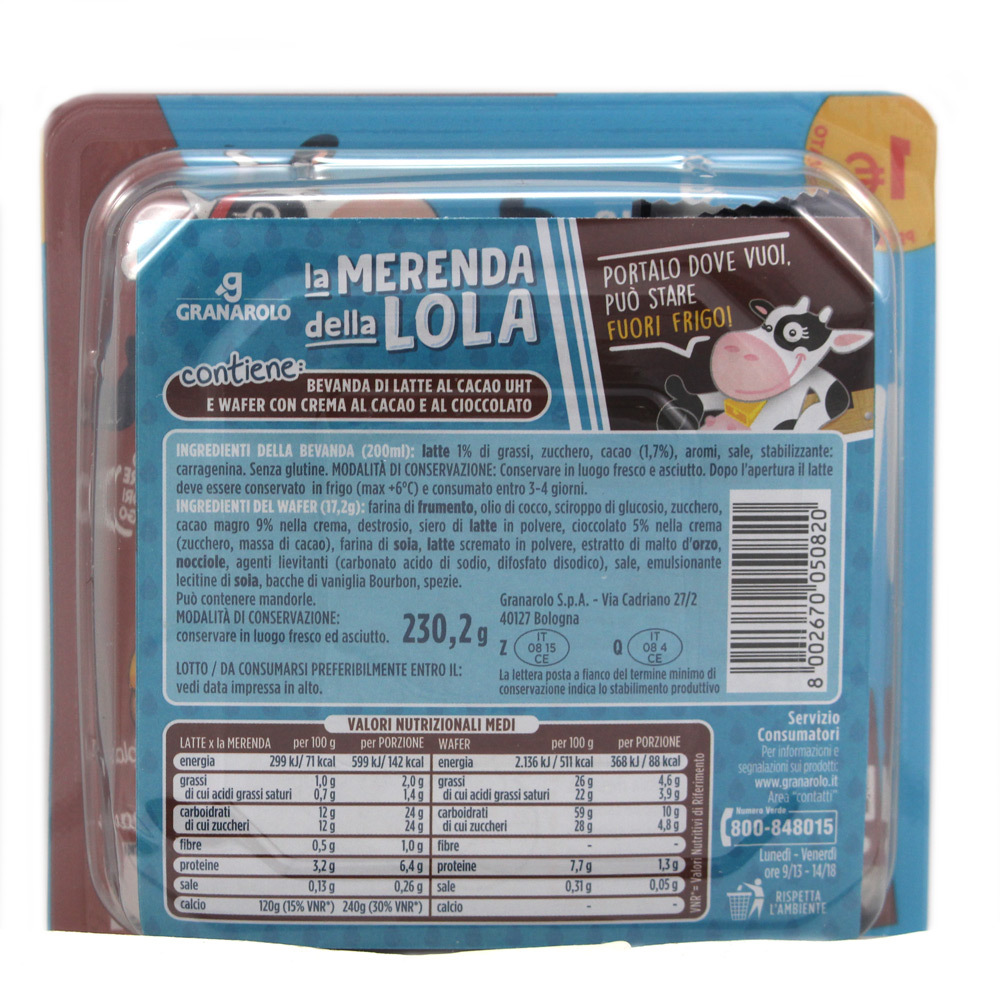 1€
GRANAROLO
la MERENDA
della LOLA
PORTALO DOVE VUOI,
PUÒ STARE
FUORI FRIGO!
contiene:
BEVANDA DI LATTE AL CACAO UHT
E WAFER CON CREMA AL CACAO E AL CIOCCOLATO
INGREDIENTI DELLA BEVANDA (200ml): latte 1% di grassi, zucchero, cacao (1,7%), aromi, sale, stabilizzante:
carragenina. Senza glutine. MODALITÀ DI CONSERVAZIONE: Conservare in luogo fresco e asciutto. Dopo l'apertura il latte
deve essere conservato in frigo (max +6°C) e consumato entro 3-4 giorni.
INGREDIENTI DEL WAFER (17,2g): farina di frumento, olio di cocco, sciroppo di glucosio, zucchero,
cacao magro 9% nella crema, destrosio, siero di latte in polvere, cioccolato 5% nella crema
(zucchero, massa di cacao), farina di soia, latte scremato in polvere, estratto di malto d'orzo,
nocciole, agenti lievitanti (carbonato acido di sodio, difosfato disodico), sale, emulsionante
lecitine di soia, bacche di vaniglia Bourbon, spezie.
Può contenere mandorle.
MODALITÀ DI CONSERVAZIONE:
conservare in luogo fresco ed asciutto.
230,2 g
LOTTO / DA CONSUMARSI PREFERIBILMENTE ENTRO IL:
vedi data impressa in alto.
Granarolo S.p.A. - Via Cadriano 27/2
40127 Bologna
Z IT 08 15 CE Q IT 08 4 CE
La lettera posta a fianco del termine minimo di
conservazione indica lo stabilimento produttivo
8 002670 050820
VALORI NUTRIZIONALI MEDI
LATTE x la MERENDA per 100 g per PORZIONE WAFER per 100 g per PORZIONE
energia 299 kJ/ 71 kcal 599 kJ/ 142 kcal energia 2.136 kJ / 511 kcal 368 kJ / 88 kcal
grassi 1,0 g 2,0 g grassi 26 g 4,6 g
di cui acidi grassi saturi 0,7 g 1,4 g di cui acidi grassi saturi 22 g 3,9 g
carboidrati 12 g 24 g carboidrati 59 g 10 g
di cui zuccheri 12 g 24 g di cui zuccheri 28 g 4,8 g
fibre 0,5 g 1,0 g fibre - -
proteine 3,2 g 6,4 g proteine 7,7 g 1,3 g
sale 0,13 g 0,26 g sale 0,31 g 0,05 g
calcio 120g (15% VNR*) 240g (30% VNR*) calcio - -
VNR*= Valori Nutritivi di Riferimento
Servizio
Consumatori
Per informazioni e
segnalazioni sui prodotti:
www.granarolo.it
Area "contatti"
Numero Verde
800-848015
Lunedì - Venerdì
ore 9/13 - 14/18
RISPETTA
L'AMBIENTE